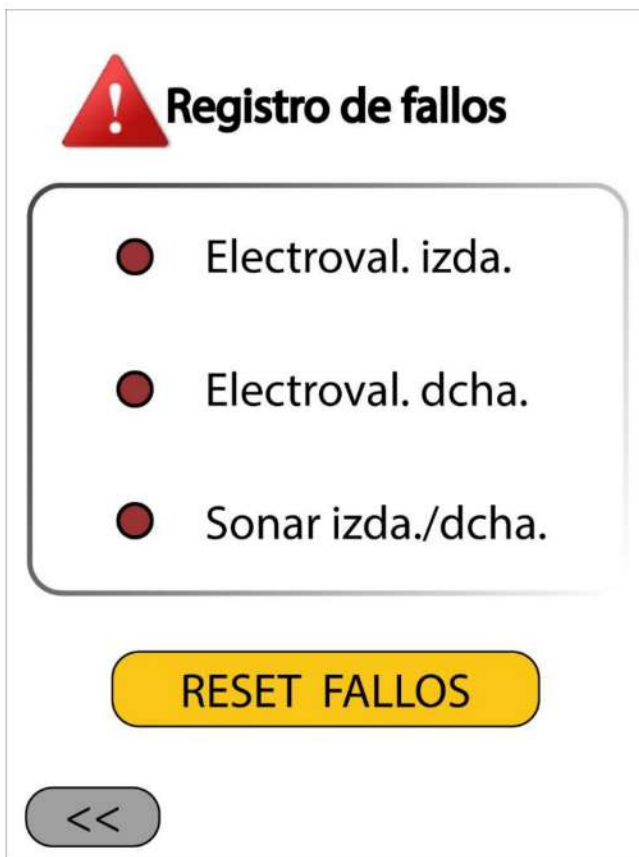 !
Registro de fallos
Electroval. izda.
Electroval. dcha.
Sonar izda./dcha.
RESET FALLOS
<<